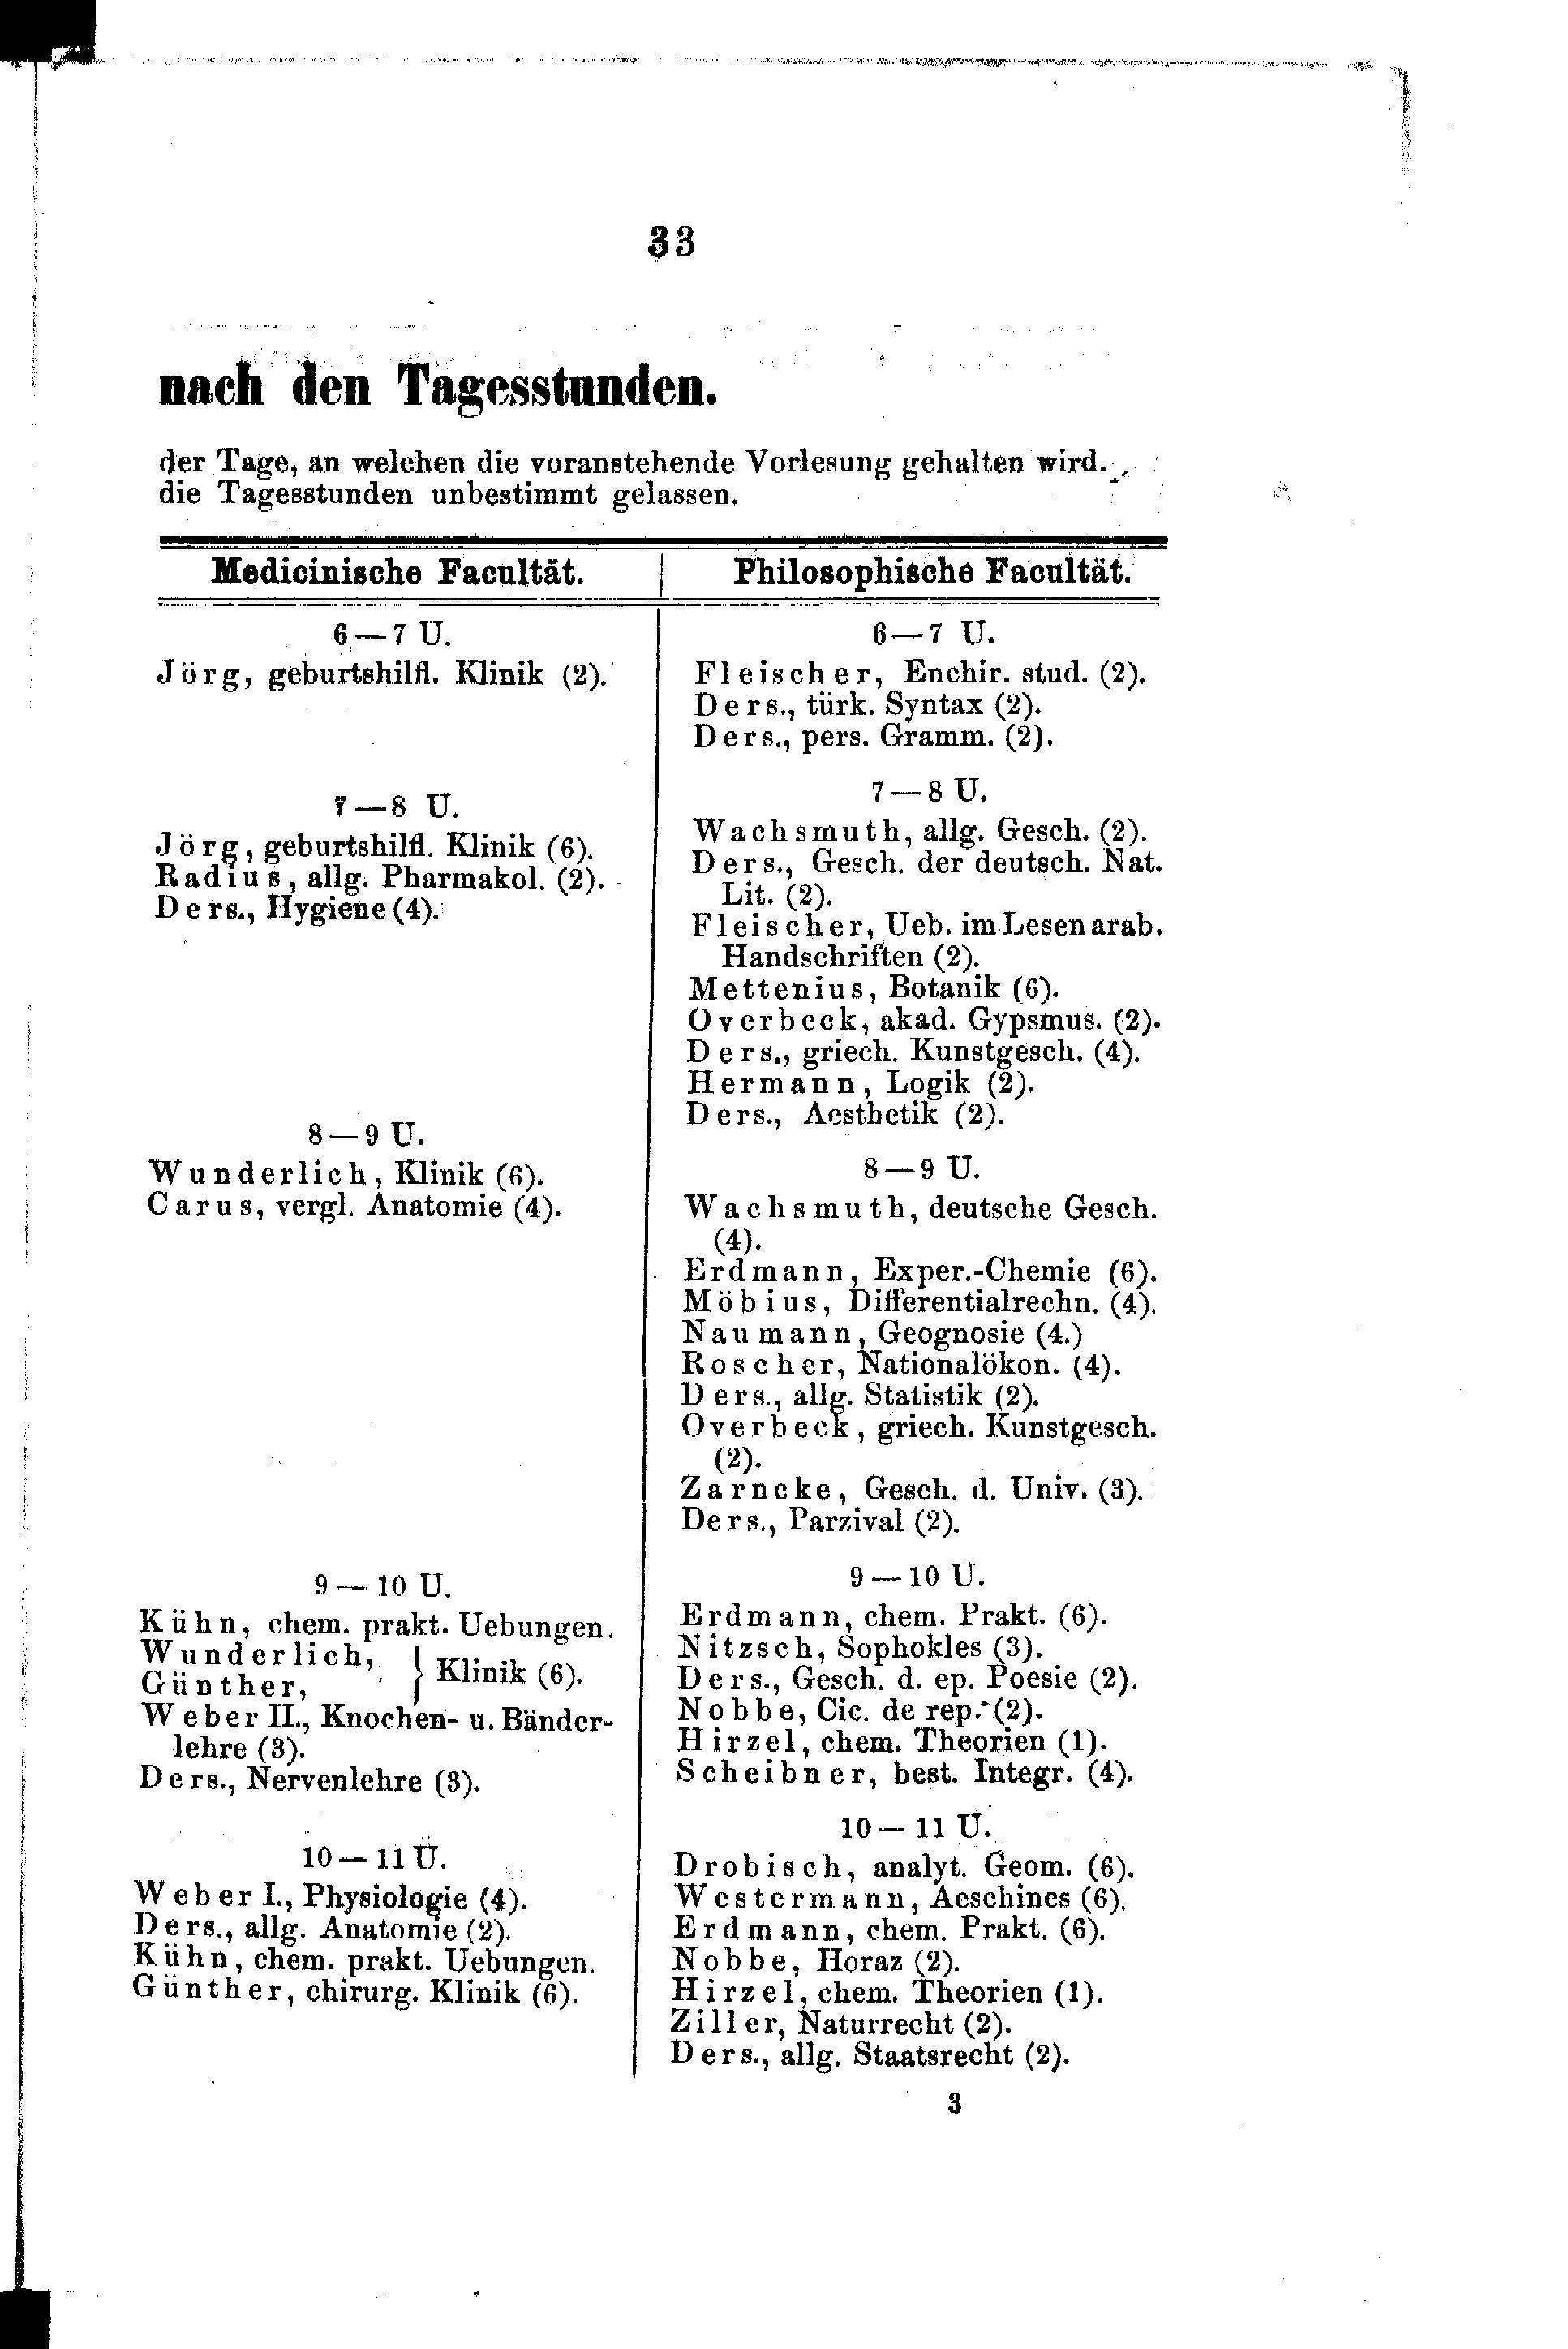 33
nach den Tagesstunden.
der Tage, an welchen die voranstehende Vorlesung gehalten wird.
die Tagesstunden unbestimmt gelassen.
Medicinische Facultät.
6—7 U.
Jörg, geburtshilfl. Klinik (2).
7—8 U.
Jörg, geburtshilfl. Klinik (6).
Radius, allg. Pharmakol. (2).
Ders., Hygiene (4).
8—9 U.
Wunderlich, Klinik (6).
Carus, vergl. Anatomie (4).
9—10 U.
Kühn, chem. prakt. Uebungen.
Wunderlich,
Günther, } Klinik (6).
Weber II., Knochen- u. Bänder-
lehre (3).
Ders., Nervenlehre (3).
10—11 U.
Weber I., Physiologie (4).
Ders., allg. Anatomie (2).
Kühn, chem. prakt. Uebungen.
Günther, chirurg. Klinik (6).
Philosophische Facultät.
6—7 U.
Fleischer, Enchir. stud. (2).
Ders., türk. Syntax (2).
Ders., pers. Gramm. (2).
7—8 U.
Wachsmuth, allg. Gesch. (2).
Ders., Gesch. der deutsch. Nat.
Lit. (2).
Fleischer, Ueb. im Lesen arab.
Handschriften (2).
Mettenius, Botanik (6).
Overbeck, akad. Gypsmus. (2).
Ders., griech. Kunstgesch. (4).
Hermann, Logik (2).
Ders., Aesthetik (2).
8—9 U.
Wachsmuth, deutsche Gesch.
(4).
Erdmann, Exper.-Chemie (6).
Möbius, Differentialrechn. (4).
Naumann, Geognosie (4.)
Roscher, Nationalökon. (4).
Ders., allg. Statistik (2).
Overbeck, griech. Kunstgesch.
(2).
Zarncke, Gesch. d. Univ. (3).
Ders., Parzival (2).
9—10 U.
Erdmann, chem. Prakt. (6).
Nitzsch, Sophokles (3).
Ders., Gesch. d. ep. Poesie (2).
Nobbe, Cic. de rep. (2).
Hirzel, chem. Theorien (1).
Scheibner, best. Integr. (4).
10—11 U.
Drobisch, analyt. Geom. (6).
Westermann, Aeschines (6).
Erdmann, chem. Prakt. (6).
Nobbe, Horaz (2).
Hirzel, chem. Theorien (1).
Ziller, Naturrecht (2).
Ders., allg. Staatsrecht (2).
3